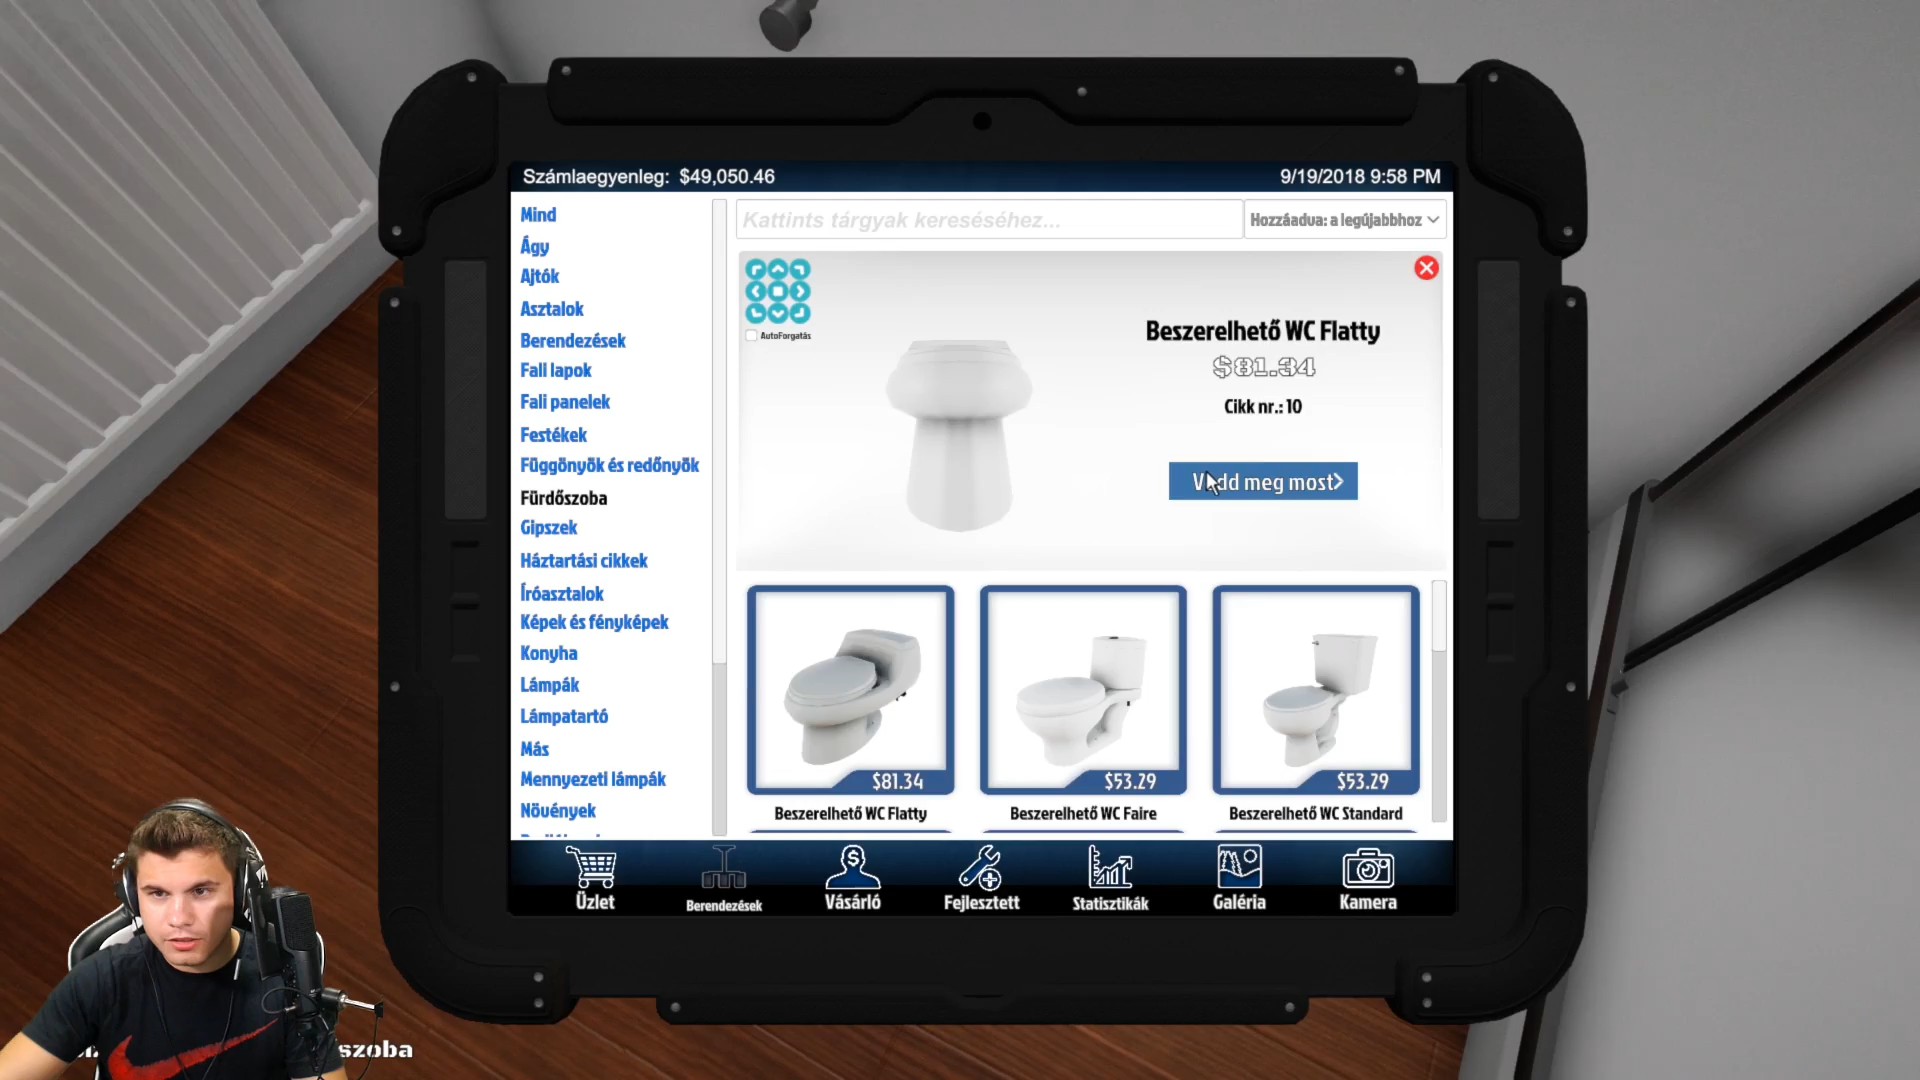 Számlaegyenleg: $49,050.46
9/19/2018 9:58 PM
Mind
Ágy
Ajtók
Asztalok
Berendezések
Fall lapok
Fali panelek
Festékek
Függönyök és redőnyök
Fürdőszoba
Gipszek
Háztartási cikkek
Íróasztalok
Képek és fényképek
Konyha
Lámpák
Lámpatartó
Más
Mennyezeti lámpák
Növények
Kattints tárgyak kereséséhez...
Hozzáadva: a legújabbhoz
AutoForgatás
Beszerelhető WC Flatty
$81.34
Cikk nr.: 10
Vedd meg most
$81.34
$53.29
$53.29
Beszerelhető WC Flatty
Beszerelhető WC Faire
Beszerelhető WC Standard
Üzlet
Berendezések
Vásárló
Fejlesztett
Statisztikák
Galéria
Kamera
szoba